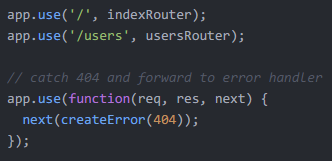 app.use('/', indexRouter);
app.use('/users', usersRouter);
// catch 404 and forward to error handler
app.use(function(req, res, next) {
next(createError(404));
});